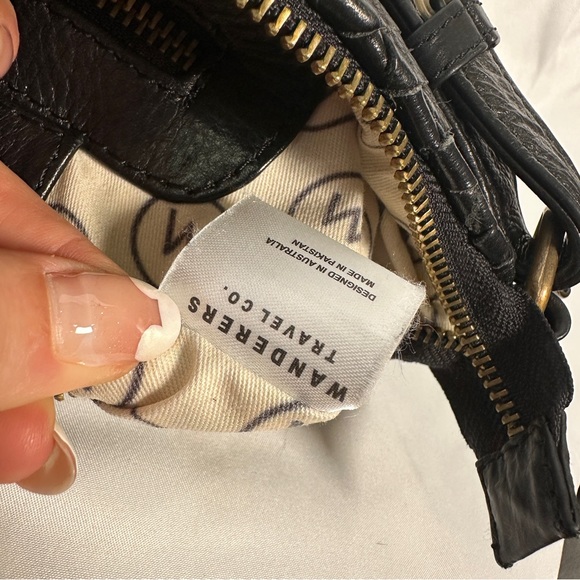 WANDERERS
TRAVEL CO.
DESIGNED IN AUSTRALIA
MADE IN PAKISTAN